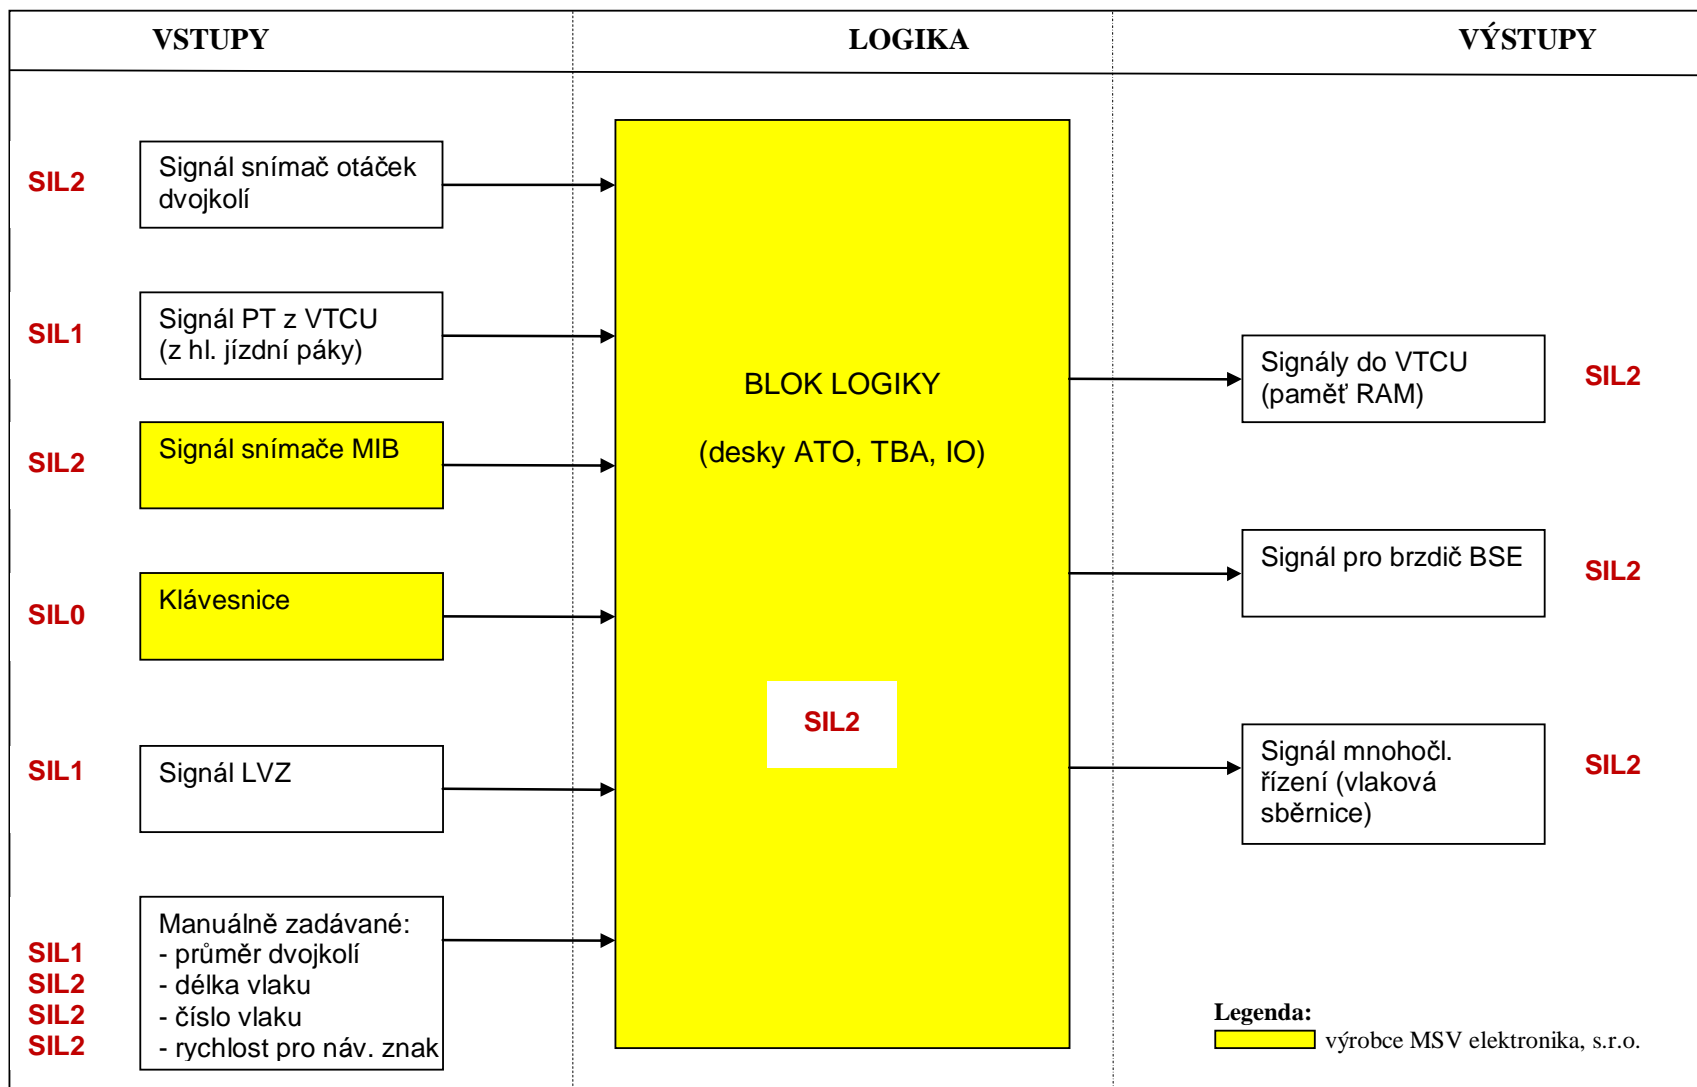 VSTUPY
LOGIKA
VÝSTUPY
SIL2
Signál snímač otáček
dvojkolí
SIL1
Signál PT z VTCU
(z hl. jízdní páky)
SIL2
Signál snímače MIB
SIL0
Klávesnice
SIL1
Signál LVZ
Manuálně zadávané:
SIL1
- průměr dvojkolí
SIL2
- délka vlaku
SIL2
- číslo vlaku
SIL2
- rychlost pro náv. znak
BLOK LOGIKY
(desky ATO, TBA, IO)
SIL2
Signály do VTCU
(paměť RAM)
SIL2
Signál pro brzdič BSE
SIL2
Signál mnohočl.
řízení (vlaková
sběrnice)
SIL2
Legenda:
výrobce MSV elektronika, s.r.o.